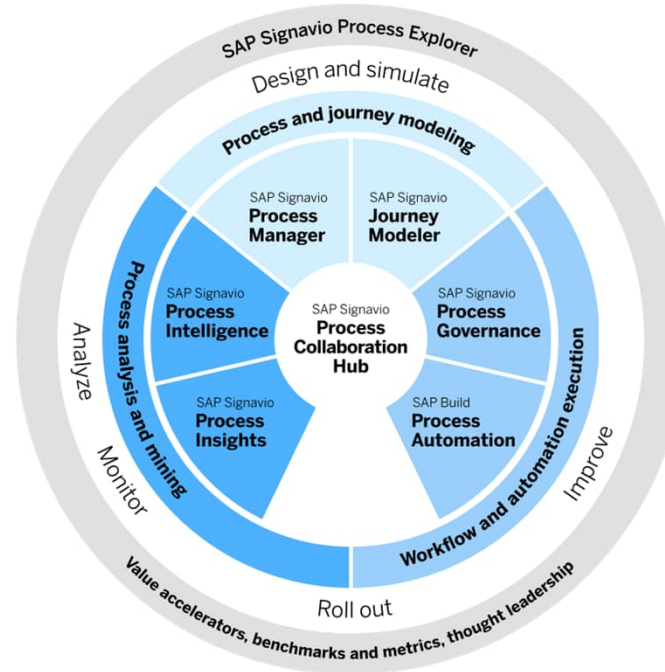 SAP Signavio Process Explorer
Design and simulate
Process and journey modeling
SAP Signavio
Process
Manager
SAP Signavio
Journey
Modeler
SAP Signavio
Process
Intelligence
SAP Signavio
Process
Collaboration
Hub
SAP Signavio
Process
Governance
SAP Signavio
Process
Insights
SAP Build
Process
Automation
Process analysis and mining
Workflow and automation execution
Analyze
Monitor
Improve
Roll out
Value accelerators, benchmarks and metrics, thought leadership